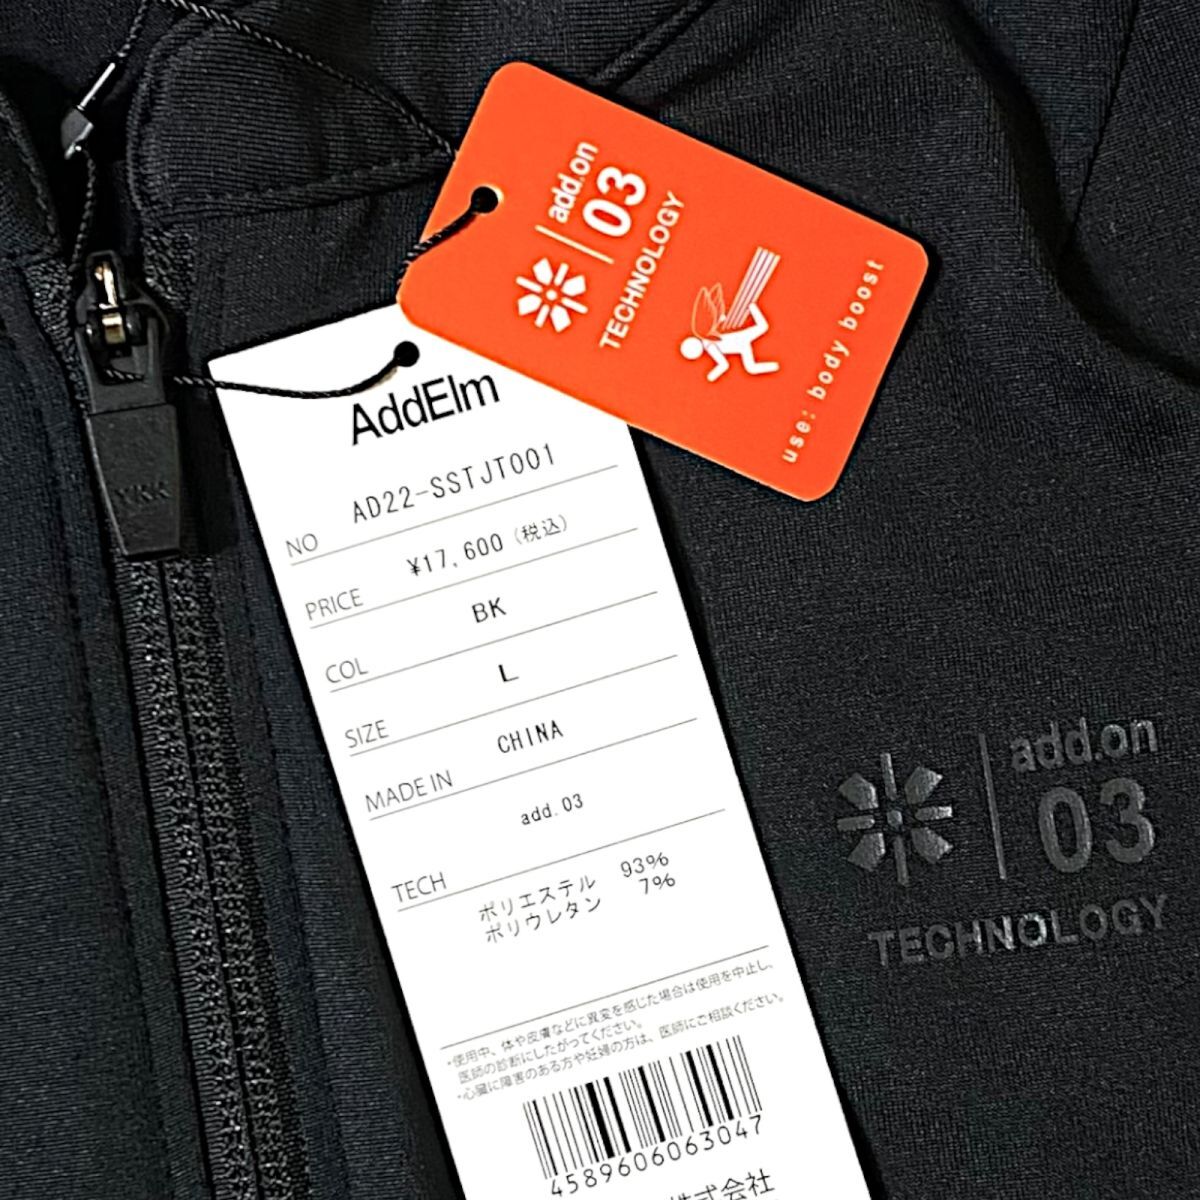 add.on
03
TECHNOLOGY
use: body boost
AddElm
NO AD22-SSTJT001
PRICE ¥17,600（税込）
COL BK
SIZE L
MADE IN CHINA
TECH add.03
ポリエステル 93%
ポリウレタン 7%
*使用中、体や皮膚などに異変を感じた場合は使用を中止し、
医師の診断にしたがってください。
*心臓に障害のある方や妊婦の方は、医師にご相談ください。
4589606063047
株式会社
YKK
add.on
03
TECHNOLOGY